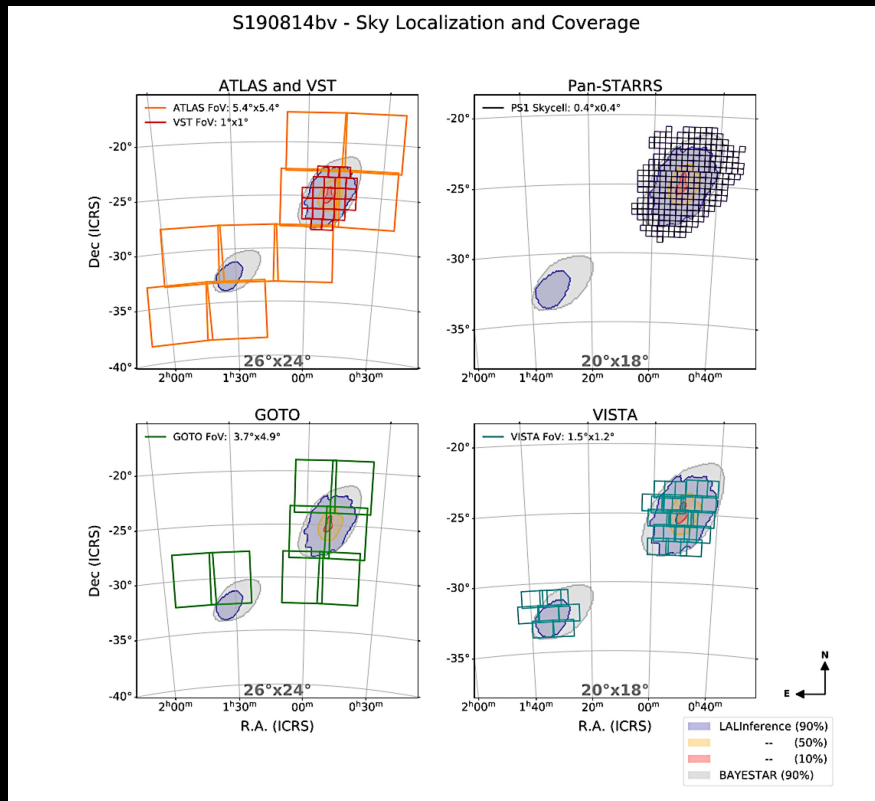 S190814bv - Sky Localization and Coverage
ATLAS and VST
ATLAS FoV: 5.4°x5.4°
VST FoV: 1°x1°
-20°
-25°
-30°
-35°
-40°
Dec (ICRS)
26°x24°
2ʰ00ᵐ 1ʰ30ᵐ 00ᵐ 0ʰ30ᵐ
Pan-STARRS
PS1 Skycell: 0.4°x0.4°
-20°
-25°
-30°
-35°
20°x18°
2ʰ00ᵐ 1ʰ40ᵐ 20ᵐ 00ᵐ 0ʰ40ᵐ
GOTO
GOTO FoV: 3.7°x4.9°
-20°
-25°
-30°
-35°
-40°
Dec (ICRS)
26°x24°
2ʰ00ᵐ 1ʰ30ᵐ 00ᵐ 0ʰ30ᵐ
R.A. (ICRS)
VISTA
VISTA FoV: 1.5°x1.2°
-20°
-25°
-30°
-35°
20°x18°
2ʰ00ᵐ 1ʰ40ᵐ 20ᵐ 00ᵐ 0ʰ40ᵐ
R.A. (ICRS)
N
E
LALInference (90%)
-- (50%)
-- (10%)
BAYESTAR (90%)